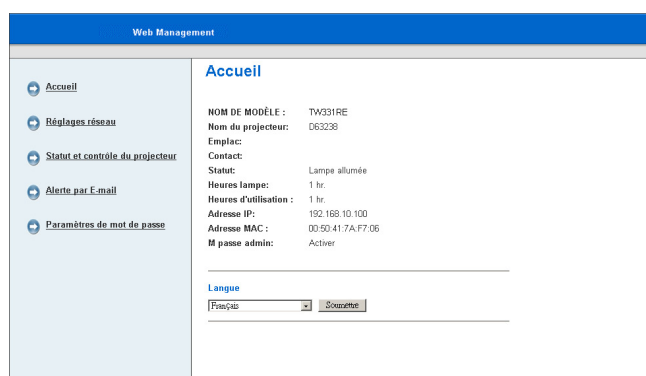 Web Management
Accueil
Réglages réseau
Statut et contrôle du projecteur
Alerte par E-mail
Paramètres de mot de passe
Accueil
NOM DE MODÈLE : TW331RE
Nom du projecteur: D63238
Emplac:
Contact:
Statut: Lampe allumée
Heures lampe: 1 hr.
Heures d'utilisation : 1 hr.
Adresse IP: 192.168.10.100
Adresse MAC : 00:50:41:7A:F7:06
M passe admin: Activer
Langue
Français Soumettre